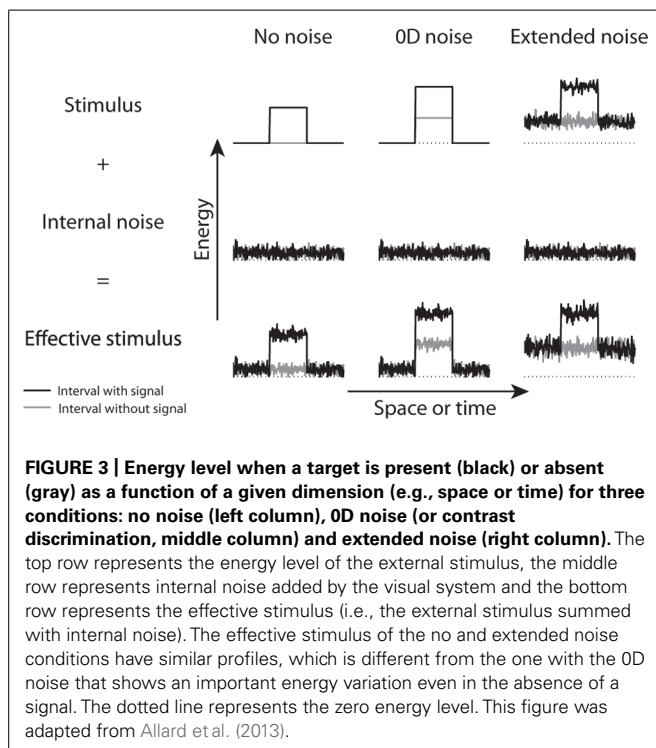 No noise 0D noise Extended noise
Stimulus
+
Internal noise
=
Effective stimulus
Energy
Interval with signal
Interval without signal
Space or time
FIGURE 3 | Energy level when a target is present (black) or absent
(gray) as a function of a given dimension (e.g., space or time) for three
conditions: no noise (left column), 0D noise (or contrast
discrimination, middle column) and extended noise (right column). The
top row represents the energy level of the external stimulus, the middle
row represents internal noise added by the visual system and the bottom
row represents the effective stimulus (i.e., the external stimulus summed
with internal noise). The effective stimulus of the no and extended noise
conditions have similar profiles, which is different from the one with the 0D
noise that shows an important energy variation even in the absence of a
signal. The dotted line represents the zero energy level. This figure was
adapted from Allard et al. (2013).